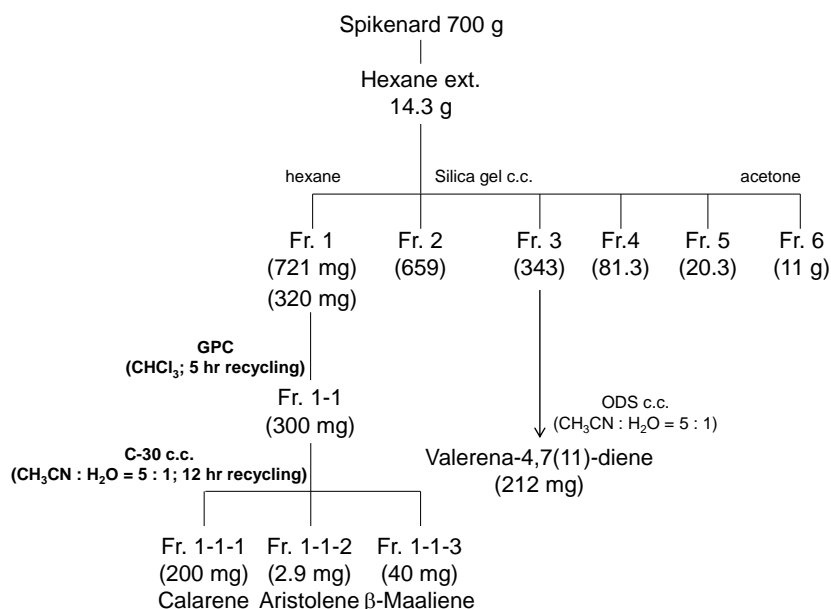 Spikenard 700 g
Hexane ext.
14.3 g
hexane Silica gel c.c. acetone
Fr. 1 Fr. 2 Fr. 3 Fr.4 Fr. 5 Fr. 6
(721 mg) (659) (343) (81.3) (20.3) (11 g)
(320 mg)
GPC
(CHCl₃; 5 hr recycling)
Fr. 1-1
(300 mg)
ODS c.c.
(CH₃CN : H₂O = 5 : 1)
C-30 c.c.
(CH₃CN : H₂O = 5 : 1; 12 hr recycling)
Valerena-4,7(11)-diene
(212 mg)
Fr. 1-1-1 Fr. 1-1-2 Fr. 1-1-3
(200 mg) (2.9 mg) (40 mg)
Calarene Aristolene β-Maaliene